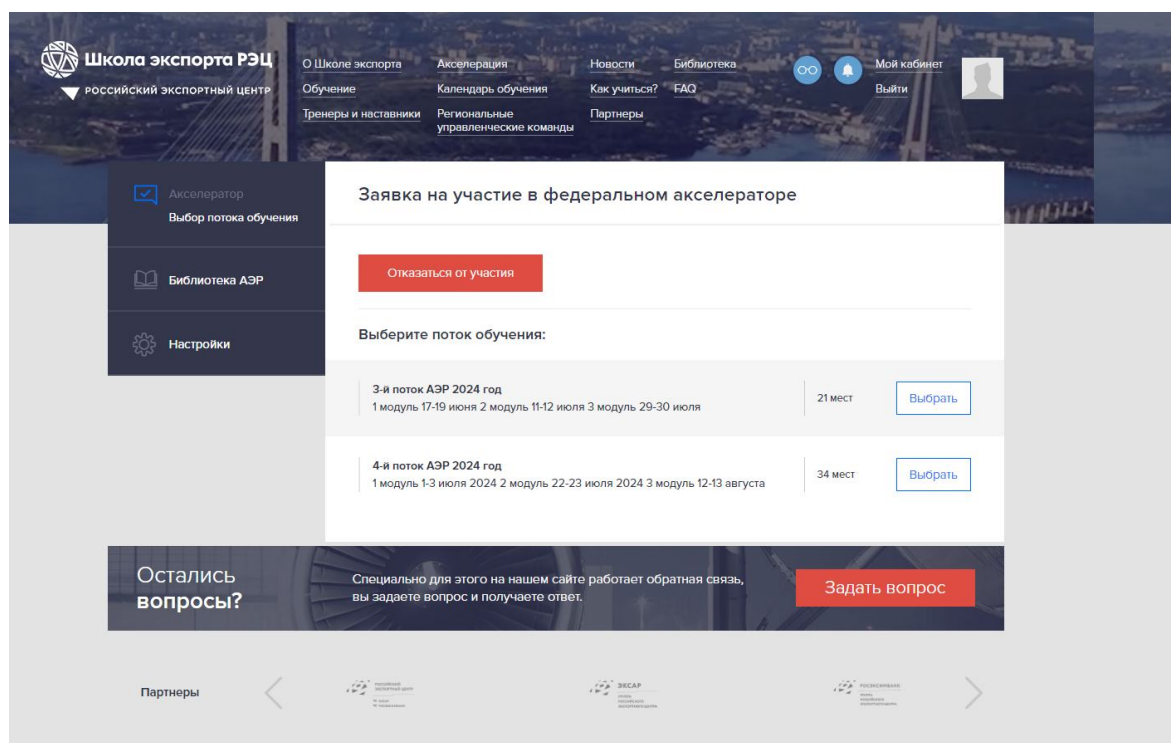 Школа экспорта РЭЦ
РОССИЙСКИЙ ЭКСПОРТНЫЙ ЦЕНТР
О Школе экспорта
Обучение
Тренеры и наставники
Акселерация
Календарь обучения
Региональные
управленческие команды
Новости
Как учиться?
Партнеры
Библиотека
FAQ
Мой кабинет
Выйти
Акселератор
Выбор потока обучения
Библиотека АЭР
Настройки
Заявка на участие в федеральном акселераторе
Отказаться от участия
Выберите поток обучения:
3-й поток АЭР 2024 год
1 модуль 17-19 июня 2 модуль 11-12 июля 3 модуль 29-30 июля
21 мест
Выбрать
4-й поток АЭР 2024 год
1 модуль 1-3 июля 2024 2 модуль 22-23 июля 2024 3 модуль 12-13 августа
34 мест
Выбрать
Остались
вопросы?
Специально для этого на нашем сайте работает обратная связь,
вы задаете вопрос и получаете ответ.
Задать вопрос
Партнеры
РОССИЙСКИЙ
ЭКСПОРТНЫЙ ЦЕНТР
ЭКСАР
РОСЭКСИМБАНК